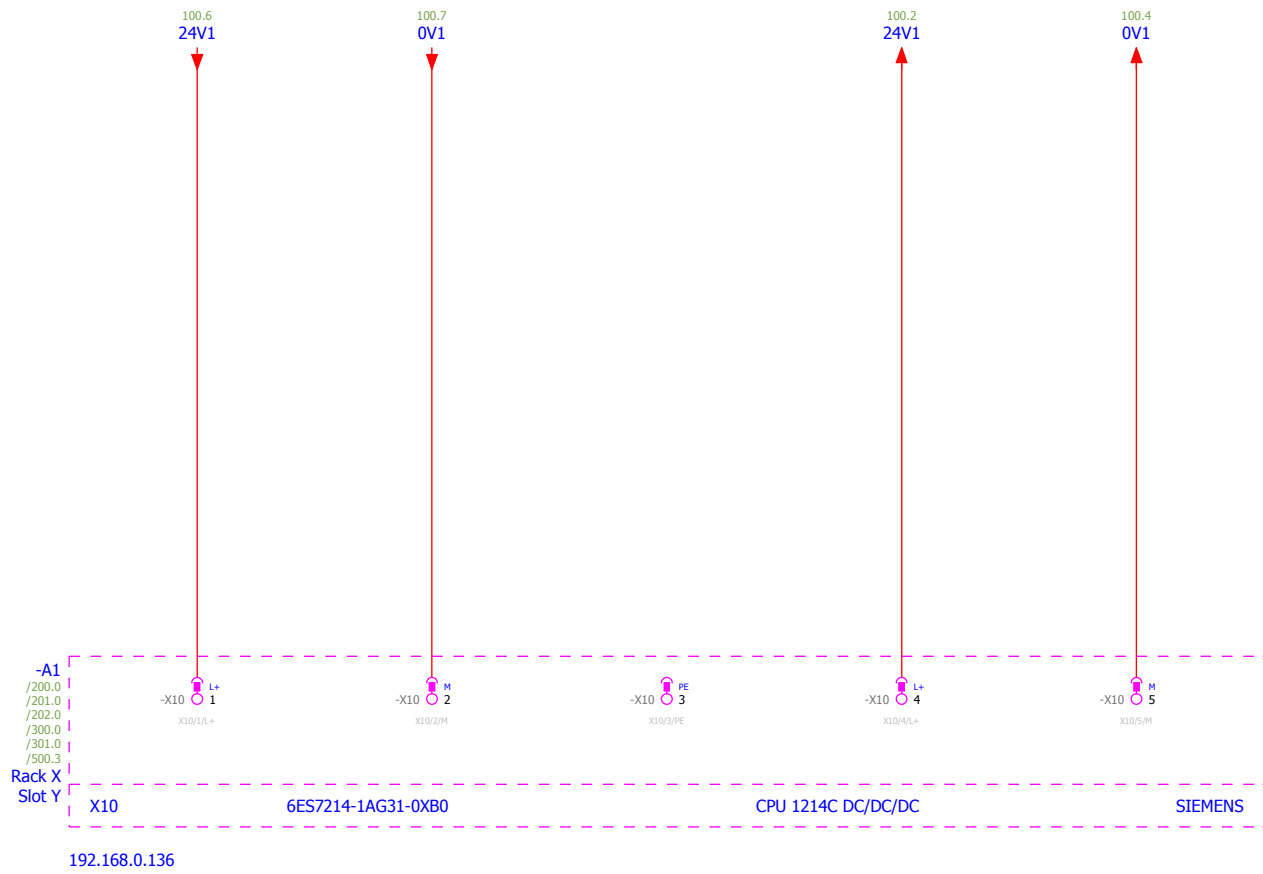 100.6 100.7 100.2 100.4
24V1 0V1 24V1 0V1
-A1
/200.0
/201.0
/202.0
/300.0
/301.0
/500.3
Rack X
Slot Y
L+ M PE L+ M
-X10 1 -X10 2 -X10 3 -X10 4 -X10 5
X10/1/L+ X10/2/M X10/3/PE X10/4/L+ X10/5/M
X10 6ES7214-1AG31-0XB0 CPU 1214C DC/DC/DC SIEMENS
192.168.0.136